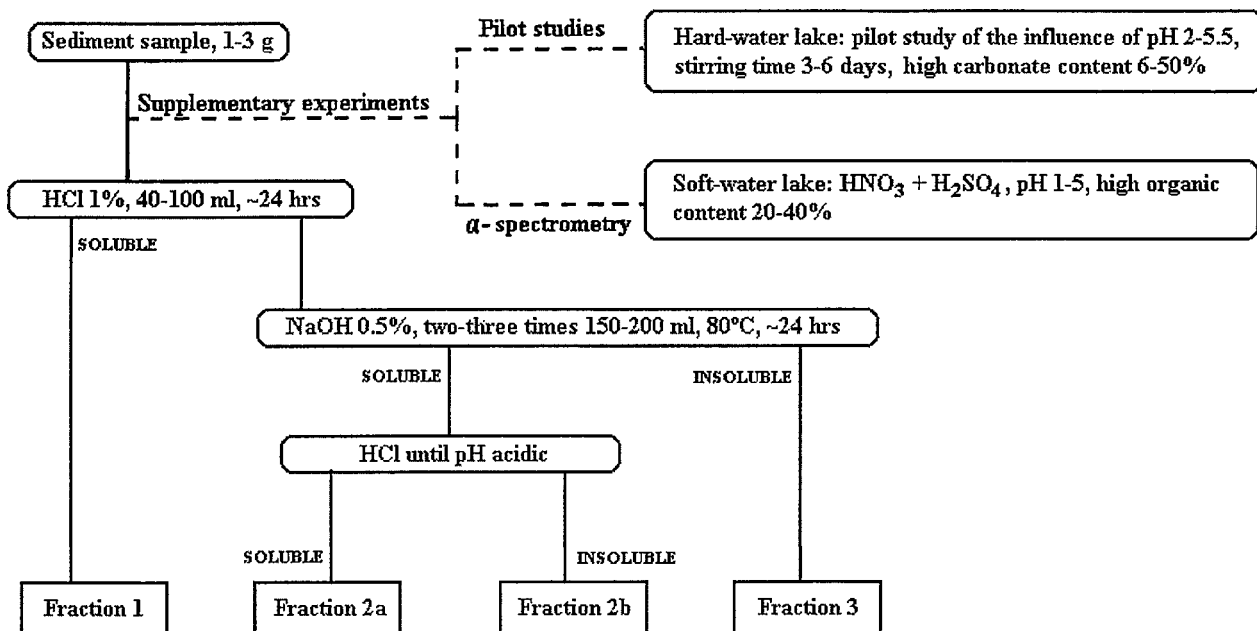 Pilot studies
Sediment sample, 1-3 g
Hard-water lake: pilot study of the influence of pH 2-5.5,
stirring time 3-6 days, high carbonate content 6-50%
Supplementary experiments
HCl 1%, 40-100 ml, ~24 hrs
Soft-water lake: HNO₃ + H₂SO₄, pH 1-5, high organic
content 20-40%
α- spectrometry
SOLUBLE
NaOH 0.5%, two-three times 150-200 ml, 80°C, ~24 hrs
SOLUBLE
INSOLUBLE
HCl until pH acidic
SOLUBLE
INSOLUBLE
Fraction 1
Fraction 2a
Fraction 2b
Fraction 3